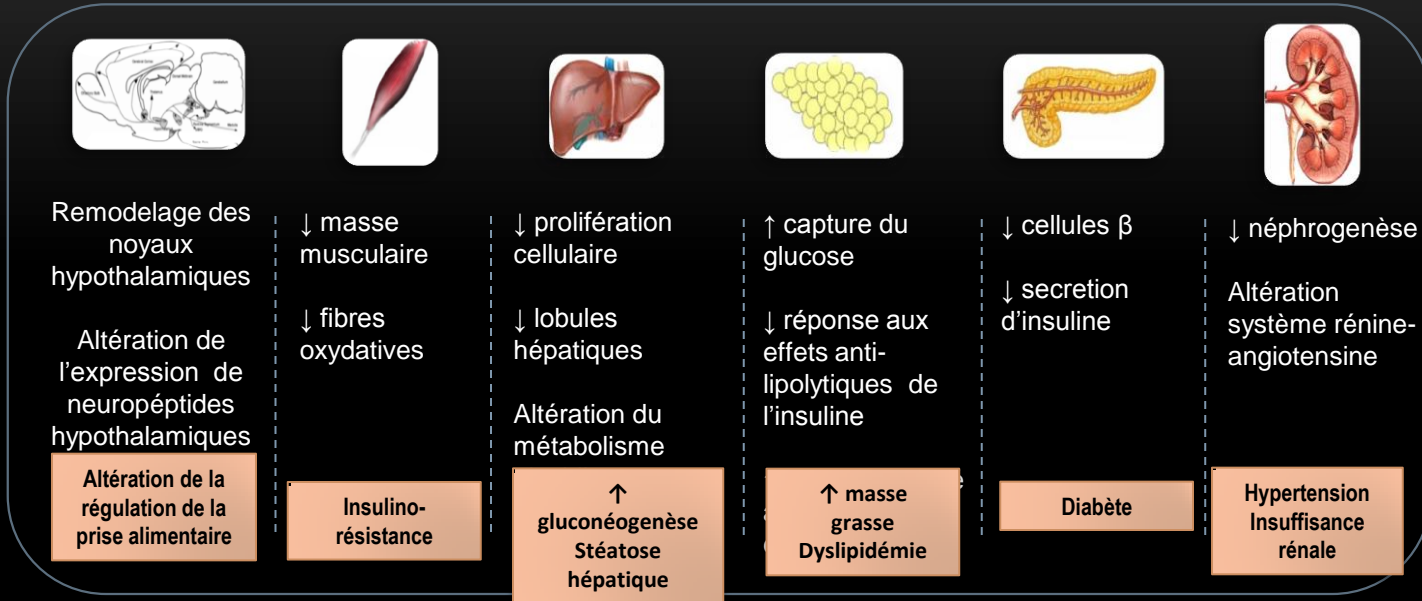 Remodelage des
noyaux
hypothalamiques
Altération de
l'expression de
neuropéptides
hypothalamiques
Altération de la
régulation de la
prise alimentaire
↓ masse
musculaire
↓ fibres
oxydatives
Insulino-
résistance
↓ prolifération
cellulaire
↓ lobules
hépatiques
Altération du
métabolisme
↑
gluconéogenèse
Stéatose
hépatique
↑ capture du
glucose
↓ réponse aux
effets anti-
lipolytiques de
l'insuline
↑ masse
grasse
Dyslipidémie
↓ cellules β
↓ secretion
d'insuline
Diabète
↓ néphrogenèse
Altération
système rénine-
angiotensine
Hypertension
Insuffisance
rénale